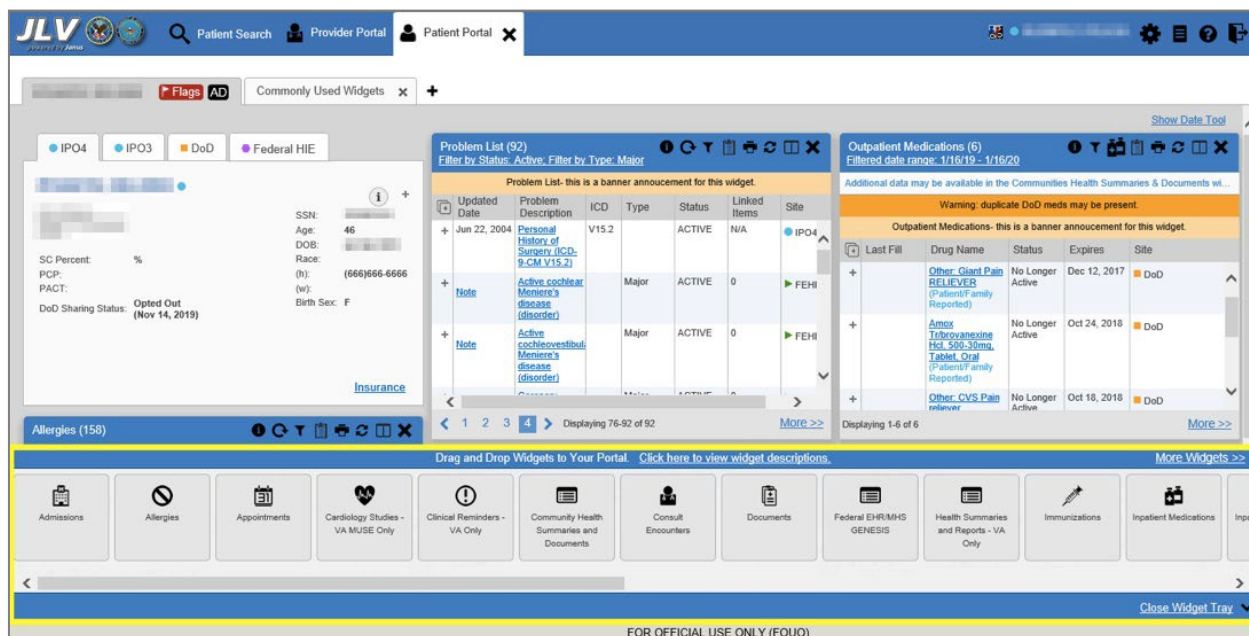 JLV
powered by Janus
Patient Search
Provider Portal
Patient Portal
Flags AD
Commonly Used Widgets
Show Date Tool
IPO4
IPO3
DoD
Federal HIE
SSN:
Age: 46
DOB:
SC Percent: %
Race:
PCP:
(h): (666)666-6666
PACT:
(w):
DoD Sharing Status: Opted Out
(Nov 14, 2019)
Birth Sex: F
Insurance
Problem List (92)
Filter by Status: Active; Filter by Type: Major
Problem List- this is a banner annoucement for this widget.
Updated Date Problem Description ICD Type Status Linked Items Site
Jun 22, 2004 Personal History of Surgery (ICD-9-CM V15.2) V15.2 ACTIVE N/A IPO4
Note Active cochlear Meniere's disease (disorder) Major ACTIVE 0 FEHI
Note Active cochleovestibul Meniere's disease (disorder) Major ACTIVE 0 FEHI
1 2 3 4 Displaying 76-92 of 92 More >>
Outpatient Medications (6)
Filtered date range: 1/16/19 - 1/16/20
Additional data may be available in the Communities Health Summaries & Documents wi...
Warning: duplicate DoD meds may be present.
Outpatient Medications- this is a banner annoucement for this widget.
Last Fill Drug Name Status Expires Site
Other: Giant Pain RELIEVER (Patient/Family Reported) No Longer Active Dec 12, 2017 DoD
Amox Tr/brovanexine Hcl, 500-30mg, Tablet, Oral (Patient/Family Reported) No Longer Active Oct 24, 2018 DoD
Other: CVS Pain reliever No Longer Active Oct 18, 2018 DoD
Displaying 1-6 of 6 More >>
Allergies (158)
Drag and Drop Widgets to Your Portal. Click here to view widget descriptions.
More Widgets >>
Admissions
Allergies
Appointments
Cardiology Studies - VA MUSE Only
Clinical Reminders - VA Only
Community Health Summaries and Documents
Consult Encounters
Documents
Federal EHR/MHS GENESIS
Health Summaries and Reports - VA Only
Immunizations
Inpatient Medications
Close Widget Tray
FOR OFFICIAL USE ONLY (FOUO)